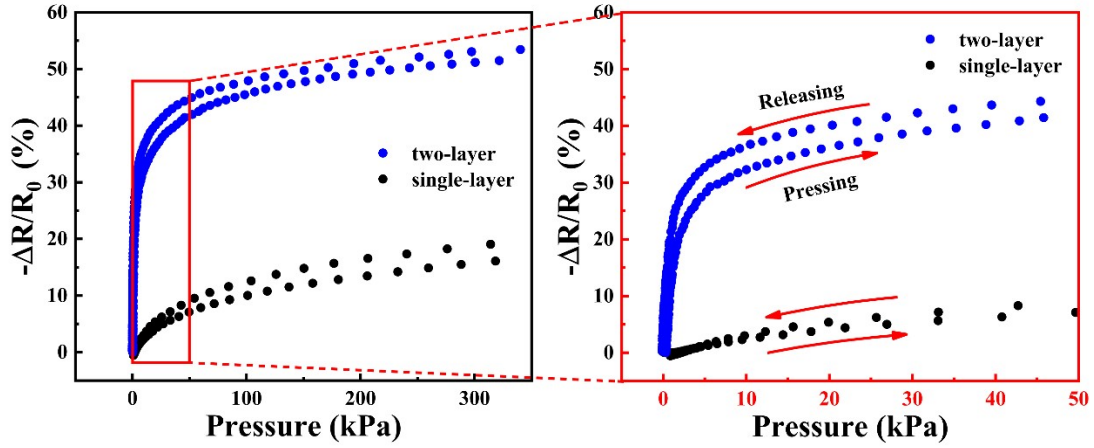 60
50
40
30
20
10
0
-ΔR/R0 (%)
two-layer
single-layer
0 100 200 300
Pressure (kPa)
60
50
40
30
20
10
0
-ΔR/R0 (%)
two-layer
single-layer
Releasing
Pressing
0 10 20 30 40 50
Pressure (kPa)